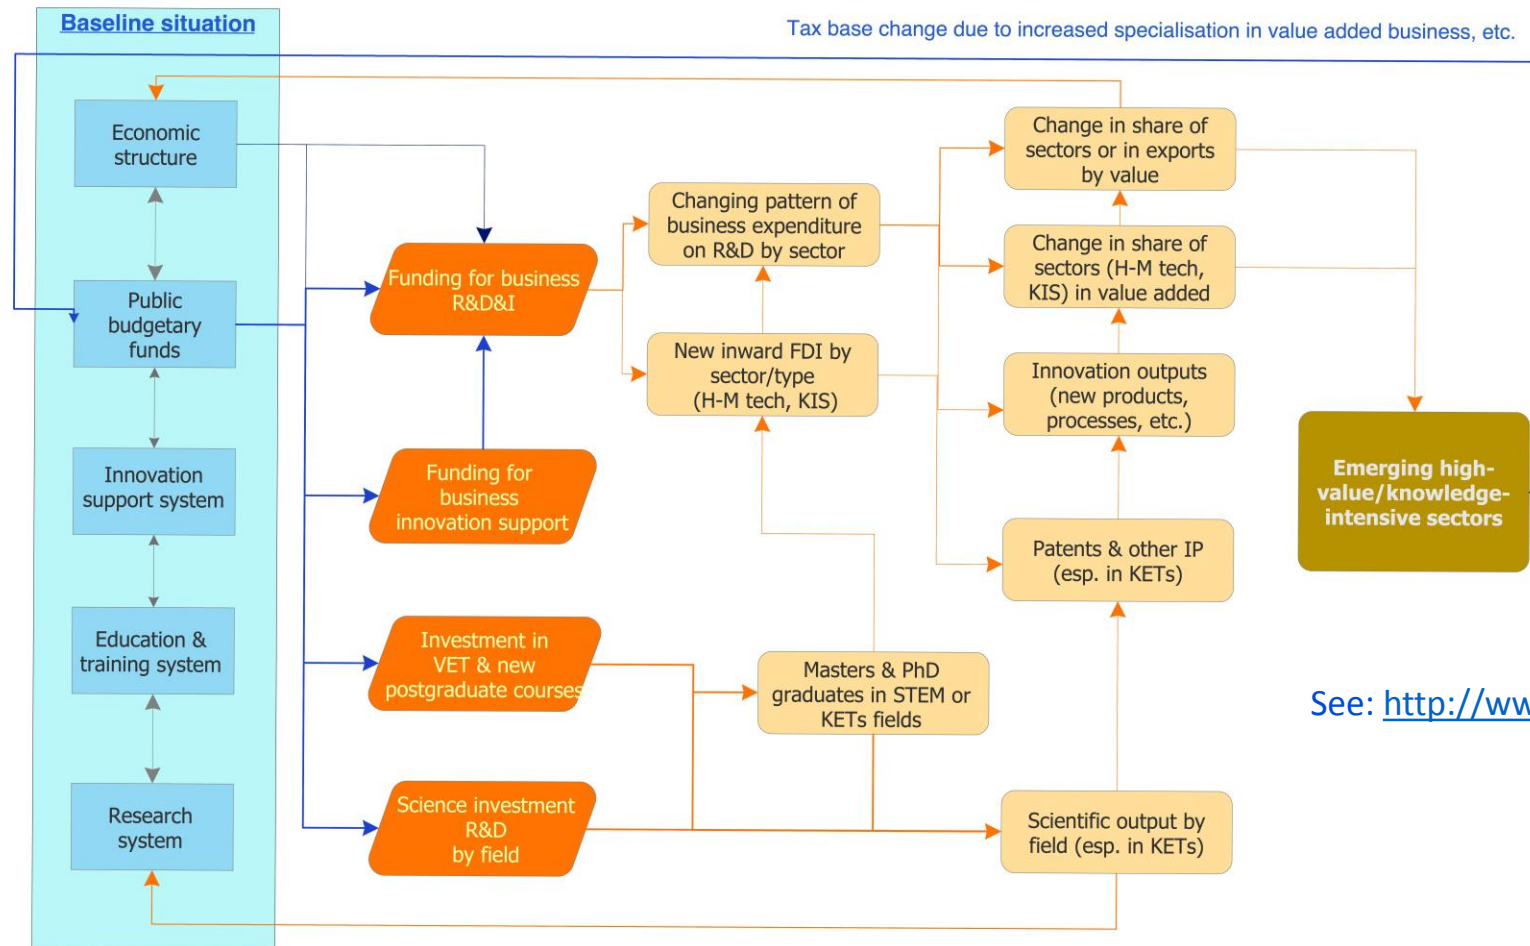 Baseline situation
Tax base change due to increased specialisation in value added business, etc.
Economic
structure
Public
budgetary
funds
Innovation
support system
Education &
training system
Research
system
Funding for business
R&D&I
Funding for
business
innovation support
Investment in
VET & new
postgraduate courses
Science investment
R&D
by field
Changing pattern of
business expenditure
on R&D by sector
New inward FDI by
sector/type
(H-M tech, KIS)
Masters & PhD
graduates in STEM or
KETs fields
Change in share of
sectors or in exports
by value
Change in share of
sectors (H-M tech,
KIS) in value added
Innovation outputs
(new products,
processes, etc.)
Patents & other IP
(esp. in KETs)
Scientific output by
field (esp. in KETs)
Emerging high-
value/knowledge-
intensive sectors
See: http://ww